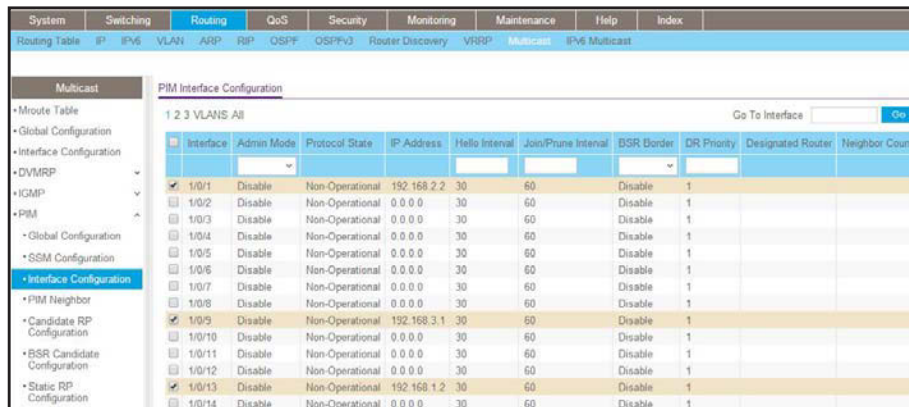 System Switching Routing QoS Security Monitoring Maintenance Help Index
Routing Table IP IPv6 VLAN ARP RIP OSPF OSPFv3 Router Discovery VRRP Multicast IPv6 Multicast
Multicast
• Mroute Table
• Global Configuration
• Interface Configuration
• DVMRP
• IGMP
• PIM
• Global Configuration
• SSM Configuration
• Interface Configuration
• PIM Neighbor
• Candidate RP
Configuration
• BSR Candidate
Configuration
• Static RP
Configuration
PIM Interface Configuration
1 2 3 VLANS All Go To Interface Go
Interface Admin Mode Protocol State IP Address Hello Interval Join/Prune Interval BSR Border DR Priority Designated Router Neighbor Coun
1/0/1 Disable Non-Operational 192.168.2.2 30 60 Disable 1
1/0/2 Disable Non-Operational 0.0.0.0 30 60 Disable 1
1/0/3 Disable Non-Operational 0.0.0.0 30 60 Disable 1
1/0/4 Disable Non-Operational 0.0.0.0 30 60 Disable 1
1/0/5 Disable Non-Operational 0.0.0.0 30 60 Disable 1
1/0/6 Disable Non-Operational 0.0.0.0 30 60 Disable 1
1/0/7 Disable Non-Operational 0.0.0.0 30 60 Disable 1
1/0/8 Disable Non-Operational 0.0.0.0 30 60 Disable 1
1/0/9 Disable Non-Operational 192.168.3.1 30 60 Disable 1
1/0/10 Disable Non-Operational 0.0.0.0 30 60 Disable 1
1/0/11 Disable Non-Operational 0.0.0.0 30 60 Disable 1
1/0/12 Disable Non-Operational 0.0.0.0 30 60 Disable 1
1/0/13 Disable Non-Operational 192.168.1.2 30 60 Disable 1
1/0/14 Disable Non-Operational 0.0.0.0 30 60 Disable 1